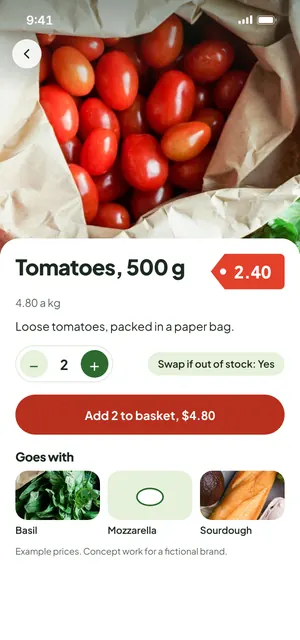 9:41
Tomatoes, 500 g
2.40
4.80 a kg
Loose tomatoes, packed in a paper bag.
− 2 +
Swap if out of stock: Yes
Add 2 to basket, $4.80
Goes with
Basil
Mozzarella
Sourdough
Example prices. Concept work for a fictional brand.